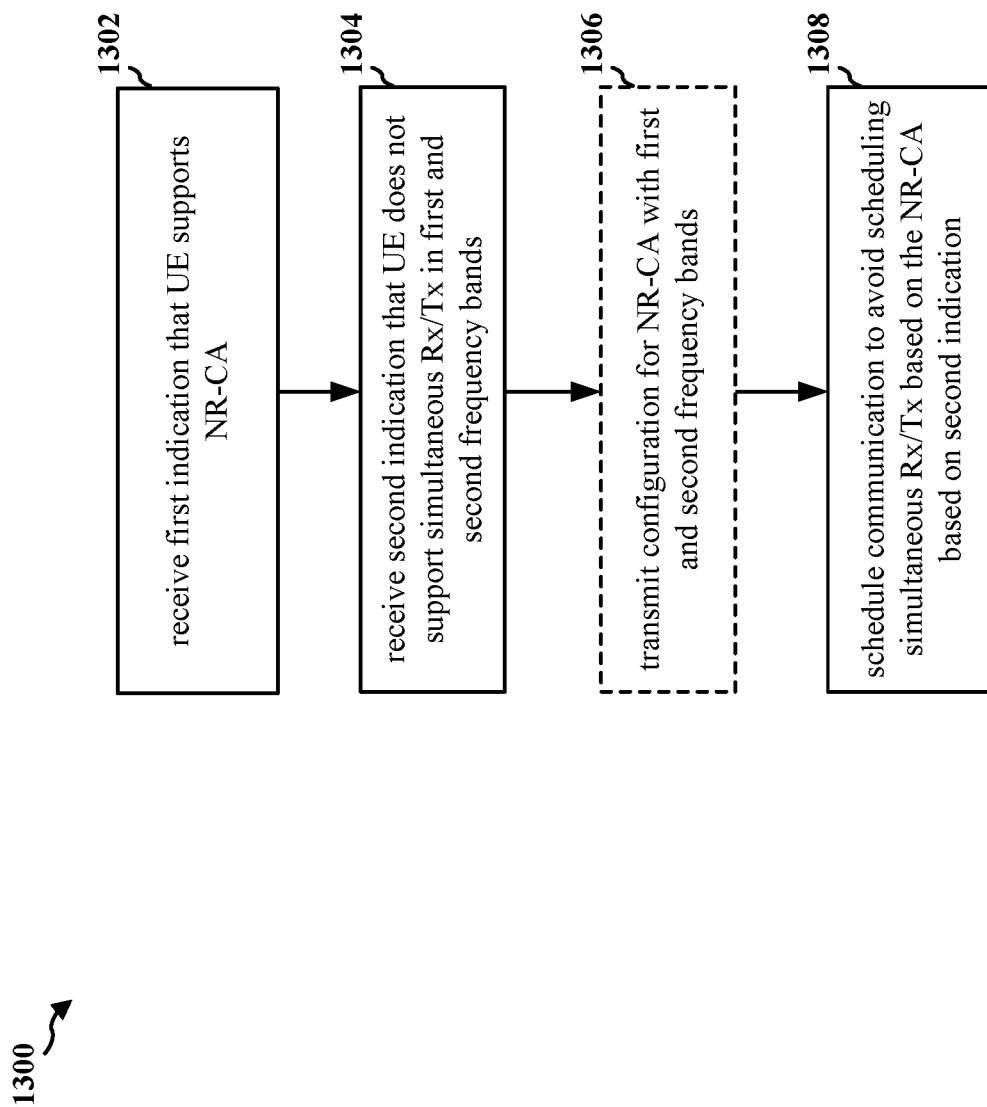 1300
1302
receive first indication that UE supports
NR-CA
1304
receive second indication that UE does not
support simultaneous Rx/Tx in first and
second frequency bands
1306
transmit configuration for NR-CA with first
and second frequency bands
1308
schedule communication to avoid scheduling
simultaneous Rx/Tx based on the NR-CA
based on second indication